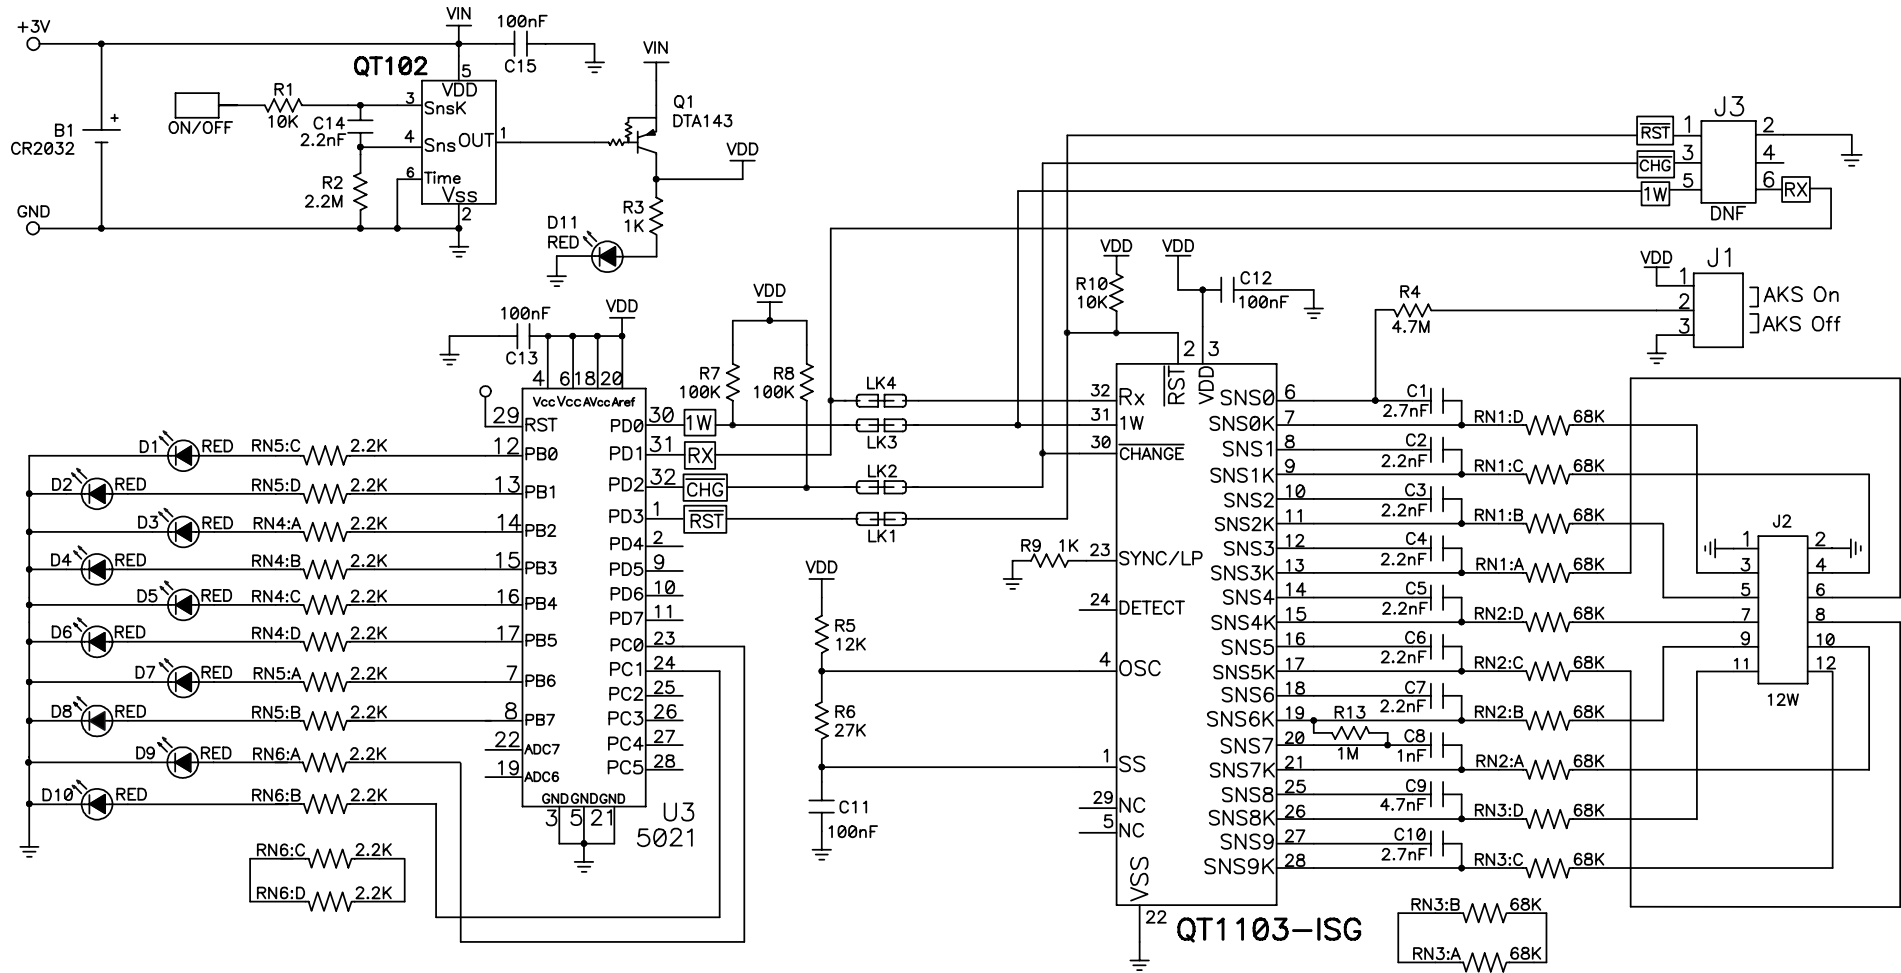 +3V
B1
CR2032
+
GND
VIN
100nF
C15
QT102
5
VDD
3
SnsK
4
Sns
OUT
1
6
Time
Vss
2
ON/OFF
R1
10K
C14
2.2nF
R2
2.2M
VIN
Q1
DTA143
VDD
R3
1K
D11
RED
J3
RST
1
2
CHG
3
4
1W
5
6
RX
DNF
VDD
J1
1
2
3
AKS On
AKS Off
R4
4.7M
VDD
R10
10K
VDD
C12
100nF
VDD
R7
100K
R8
100K
100nF
C13
VDD
4
6
18
20
Vcc
Vcc
AVcc
Aref
29
RST
12
PB0
13
PB1
14
PB2
15
PB3
16
PB4
17
PB5
7
PB6
8
PB7
22
ADC7
19
ADC6
PD0
30
1W
PD1
31
RX
PD2
32
CHG
PD3
1
RST
PD4
2
PD5
9
PD6
10
PD7
11
PC0
23
PC1
24
PC2
25
PC3
26
PC4
27
PC5
28
GND
GND
GND
3
5
21
U3
5021
D1
RED
RN5:C
2.2K
D2
RED
RN5:D
2.2K
D3
RED
RN4:A
2.2K
D4
RED
RN4:B
2.2K
D5
RED
RN4:C
2.2K
D6
RED
RN4:D
2.2K
D7
RED
RN5:A
2.2K
D8
RED
RN5:B
2.2K
D9
RED
RN6:A
2.2K
D10
RED
RN6:B
2.2K
RN6:C
2.2K
RN6:D
2.2K
LK4
LK3
LK2
LK1
R9
1K
VDD
R5
12K
R6
27K
C11
100nF
2
3
RST
VDD
32
Rx
31
1W
30
CHANGE
23
SYNC/LP
24
DETECT
4
OSC
1
SS
29
NC
5
NC
VSS
22
QT1103-ISG
SNS0
6
C1
2.7nF
SNS0K
7
RN1:D
68K
SNS1
8
C2
2.2nF
SNS1K
9
RN1:C
68K
SNS2
10
C3
2.2nF
SNS2K
11
RN1:B
68K
SNS3
12
C4
2.2nF
SNS3K
13
RN1:A
68K
SNS4
14
C5
2.2nF
SNS4K
15
RN2:D
68K
SNS5
16
C6
2.2nF
SNS5K
17
RN2:C
68K
SNS6
18
C7
2.2nF
SNS6K
19
R13
1M
RN2:B
68K
SNS7
20
C8
1nF
SNS7K
21
RN2:A
68K
SNS8
25
C9
4.7nF
SNS8K
26
RN3:D
68K
SNS9
27
C10
2.7nF
SNS9K
28
RN3:C
68K
RN3:B
68K
RN3:A
68K
J2
1
2
3
4
5
6
7
8
9
10
11
12
12W